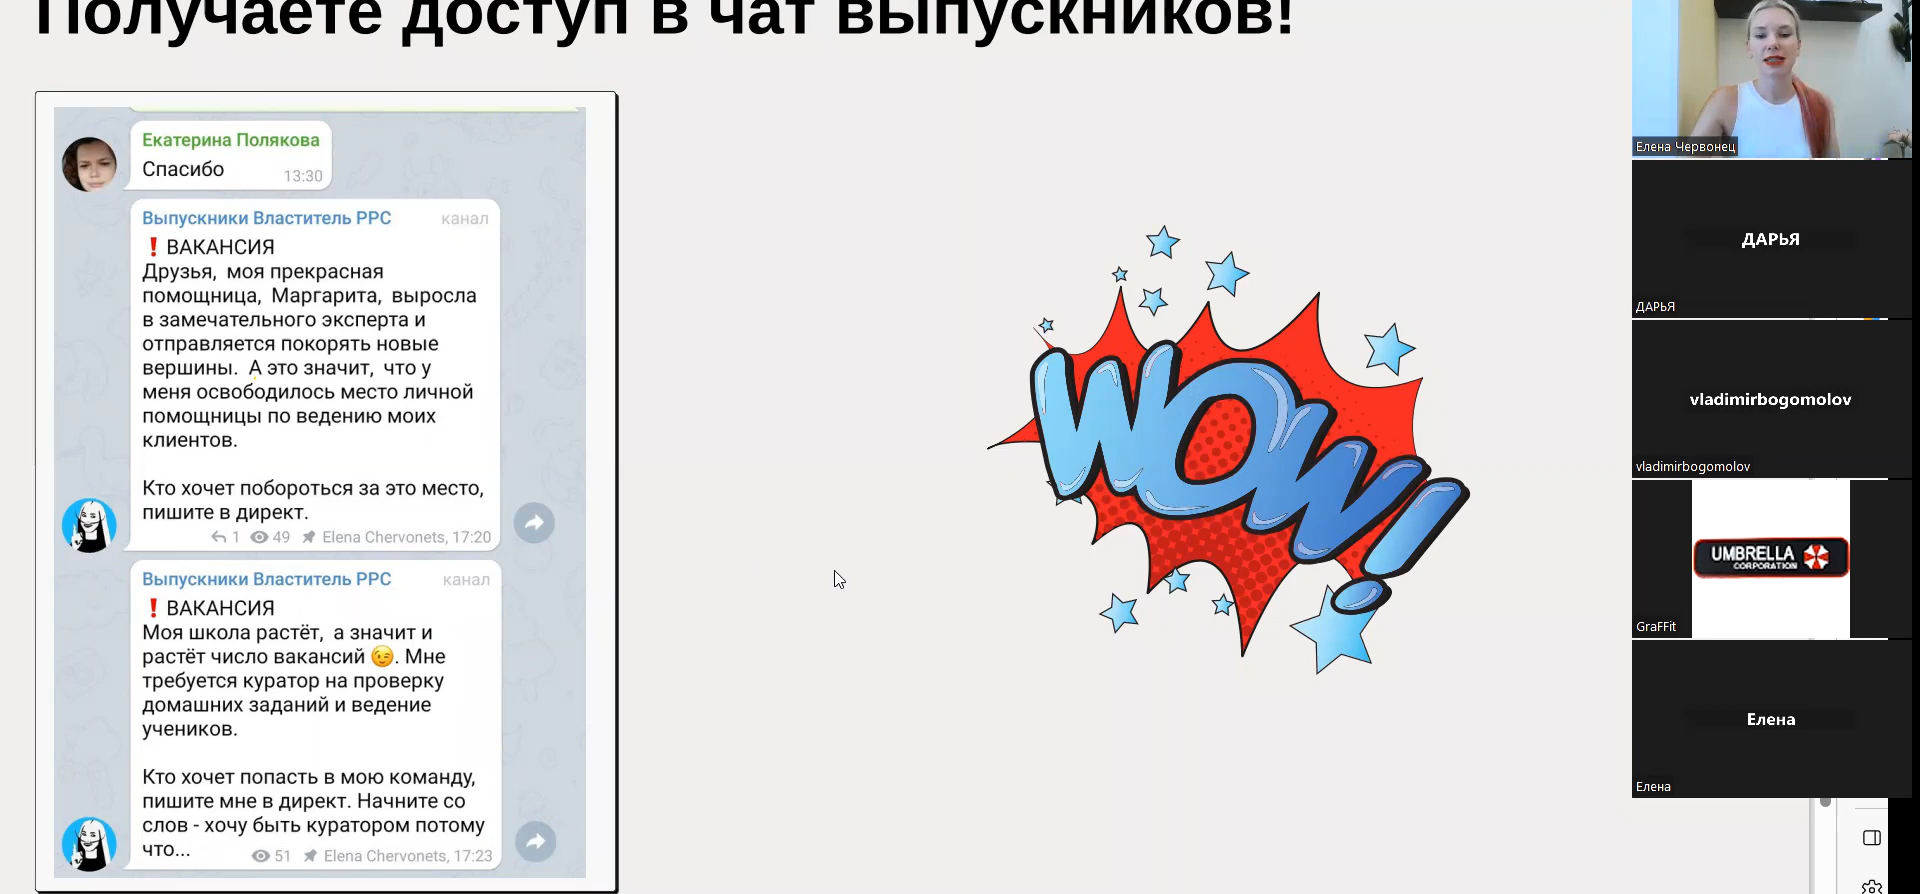 Получаете доступ в чат выпускников!
Екатерина Полякова
Спасибо
13:30
Выпускники Властитель РРС канал
❗ ВАКАНСИЯ
Друзья, моя прекрасная
помощница, Маргарита, выросла
в замечательного эксперта и
отправляется покорять новые
вершины. А это значит, что у
меня освободилось место личной
помощницы по ведению моих
клиентов.
Кто хочет побороться за это место,
пишите в директ.
1 49 Elena Chervonets, 17:20
Выпускники Властитель РРС канал
❗ ВАКАНСИЯ
Моя школа растёт, а значит и
растёт число вакансий 😉. Мне
требуется куратор на проверку
домашних заданий и ведение
учеников.
Кто хочет попасть в мою команду,
пишите мне в директ. Начните со
слов - хочу быть куратором потому
что...
51 Elena Chervonets, 17:23
WOW!
Елена Червонец
ДАРЬЯ
ДАРЬЯ
vladimirbogomolov
vladimirbogomolov
UMBRELLA
CORPORATION
GraFFit
Елена
Елена